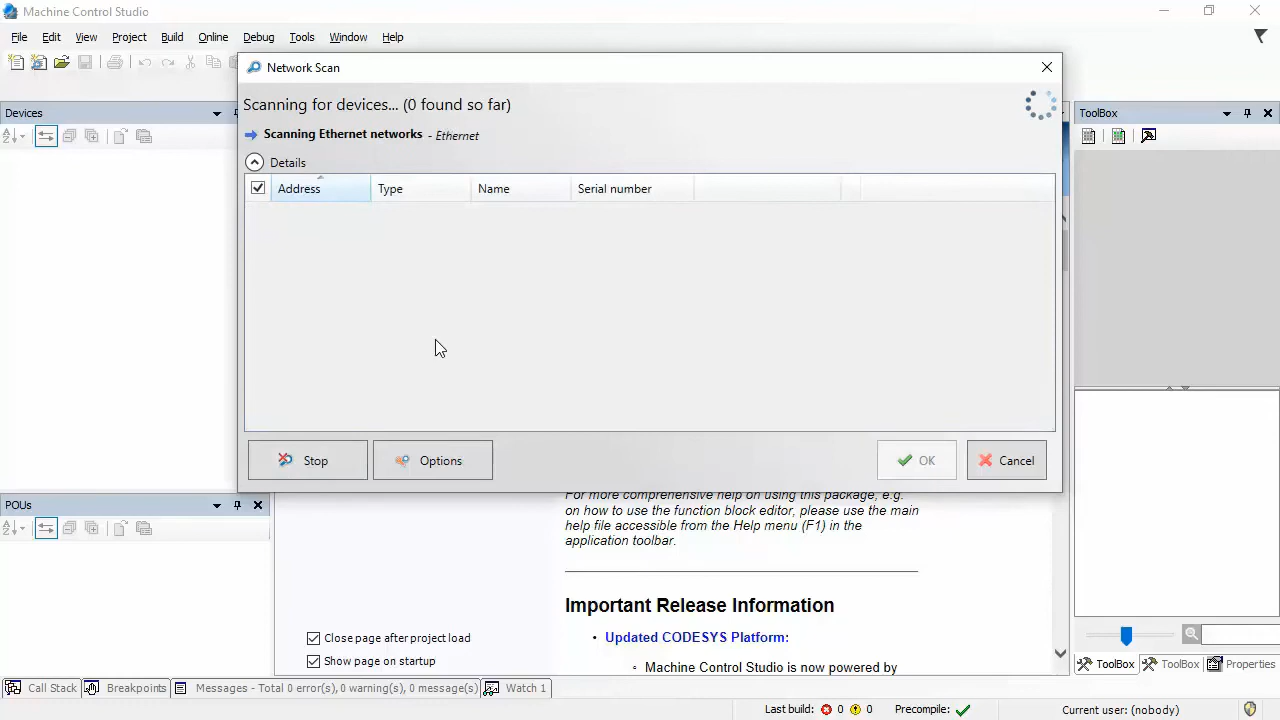 Machine Control Studio
File Edit View Project Build Online Debug Tools Window Help
Network Scan
Scanning for devices... (0 found so far)
Scanning Ethernet networks - Ethernet
Details
Address Type Name Serial number
Stop Options OK Cancel
Devices
ToolBox
POUs
For more comprehensive help on using this package, e.g.
on how to use the function block editor, please use the main
help file accessible from the Help menu (F1) in the
application toolbar.
Important Release Information
• Updated CODESYS Platform:
Machine Control Studio is now powered by
Close page after project load
Show page on startup
ToolBox ToolBox Properties
Call Stack Breakpoints Messages - Total 0 error(s), 0 warning(s), 0 message(s) Watch 1
Last build: 0 0 Precompile: Current user: (nobody)